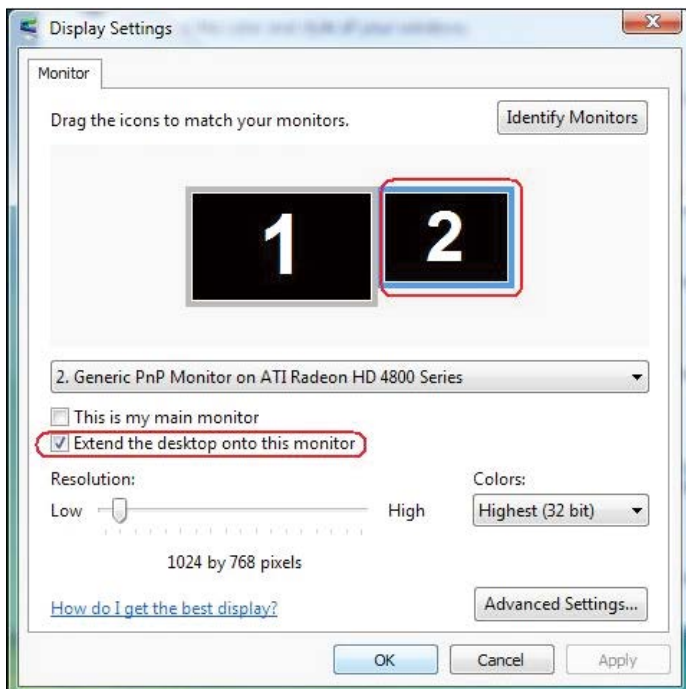 Display Settings
Monitor
Drag the icons to match your monitors.
Identify Monitors
1
2
2. Generic PnP Monitor on ATI Radeon HD 4800 Series
This is my main monitor
Extend the desktop onto this monitor
Resolution:
Colors:
Low
High
Highest (32 bit)
1024 by 768 pixels
How do I get the best display?
Advanced Settings...
OK
Cancel
Apply